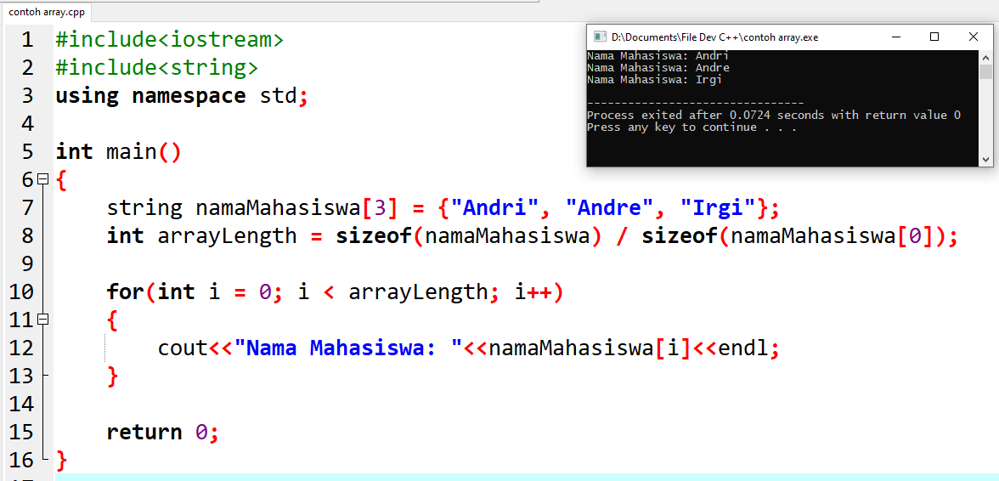 contoh array.cpp
1 #include<iostream>
2 #include<string>
3 using namespace std;
4
5 int main()
6 {
7     string namaMahasiswa[3] = {"Andri", "Andre", "Irgi"};
8     int arrayLength = sizeof(namaMahasiswa) / sizeof(namaMahasiswa[0]);
9
10     for(int i = 0; i < arrayLength; i++)
11     {
12         cout<<"Nama Mahasiswa: "<<namaMahasiswa[i]<<endl;
13     }
14
15     return 0;
16 }
D:\Documents\File Dev C++\contoh array.exe
Nama Mahasiswa: Andri
Nama Mahasiswa: Andre
Nama Mahasiswa: Irgi
--------------------------------
Process exited after 0.0724 seconds with return value 0
Press any key to continue . . .